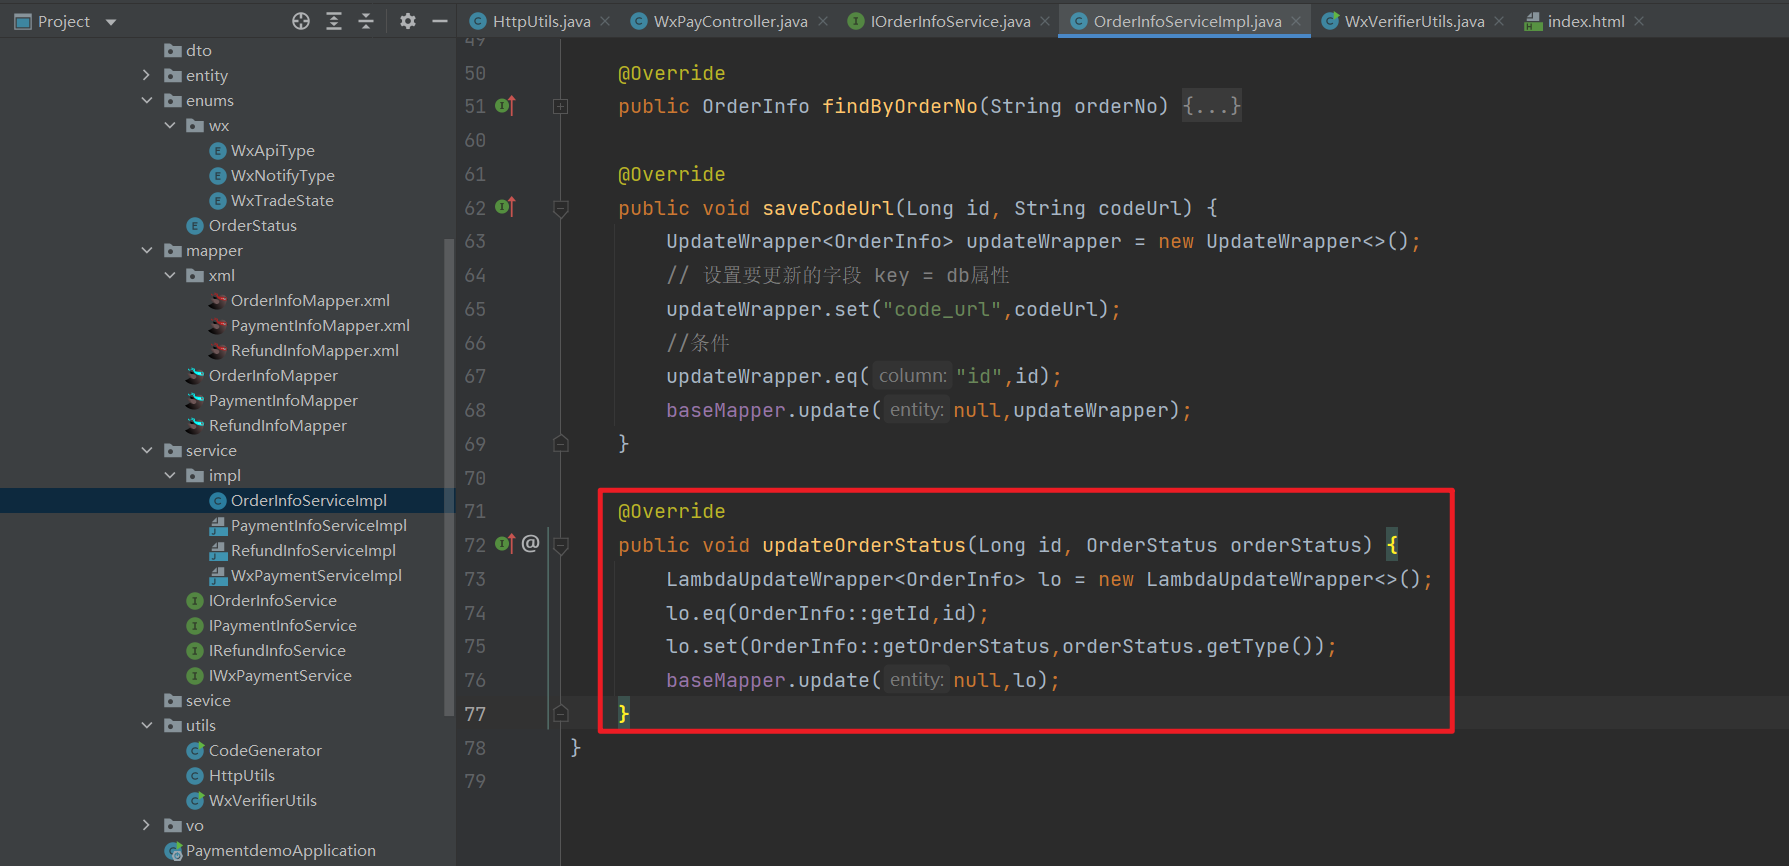 Project
HttpUtils.java
WxPayController.java
IOrderInfoService.java
OrderInfoServiceImpl.java
WxVerifierUtils.java
index.html
dto
entity
enums
wx
WxApiType
WxNotifyType
WxTradeState
OrderStatus
mapper
xml
OrderInfoMapper.xml
PaymentInfoMapper.xml
RefundInfoMapper.xml
OrderInfoMapper
PaymentInfoMapper
RefundInfoMapper
service
impl
OrderInfoServiceImpl
PaymentInfoServiceImpl
RefundInfoServiceImpl
WxPaymentServiceImpl
IOrderInfoService
IPaymentInfoService
IRefundInfoService
IWxPaymentService
sevice
utils
CodeGenerator
HttpUtils
WxVerifierUtils
vo
PaymentdemoApplication
49
50 @Override
51 public OrderInfo findByOrderNo(String orderNo) {...}
60
61 @Override
62 public void saveCodeUrl(Long id, String codeUrl) {
63 UpdateWrapper<OrderInfo> updateWrapper = new UpdateWrapper<>();
64 // 设置要更新的字段 key = db属性
65 updateWrapper.set("code_url",codeUrl);
66 //条件
67 updateWrapper.eq( column: "id",id);
68 baseMapper.update( entity: null,updateWrapper);
69 }
70
71 @Override
72 @ public void updateOrderStatus(Long id, OrderStatus orderStatus) {
73 LambdaUpdateWrapper<OrderInfo> lo = new LambdaUpdateWrapper<>();
74 lo.eq(OrderInfo::getId,id);
75 lo.set(OrderInfo::getOrderStatus,orderStatus.getType());
76 baseMapper.update( entity: null,lo);
77 }
78 }
79